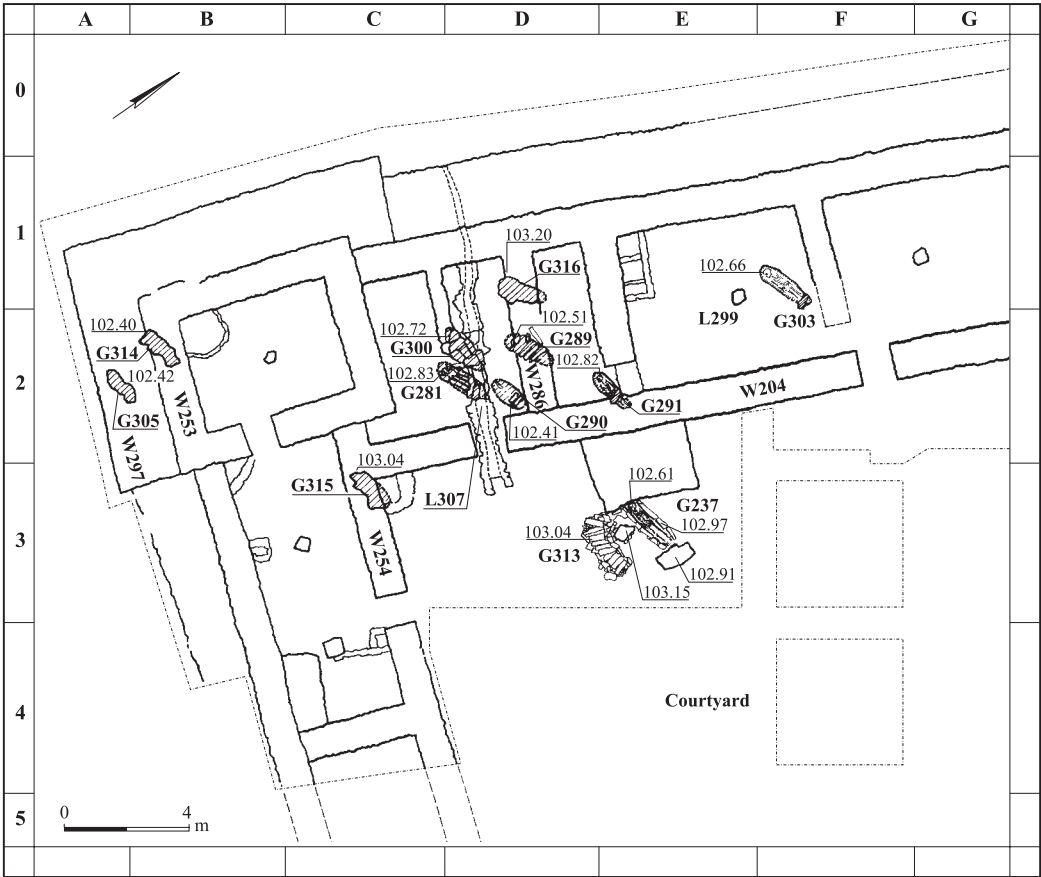 A B C D E F G
0
1
2
3
4
5
103.20
G316
102.66
L299
G303
102.40
G314
102.42
G305
W297
W253
102.72
G300
102.83
G281
102.51
G289
102.82
W286
G290
102.41
G291
W204
103.04
G315
L307
W254
102.61
G237
102.97
103.04
G313
102.91
103.15
Courtyard
0 4
m